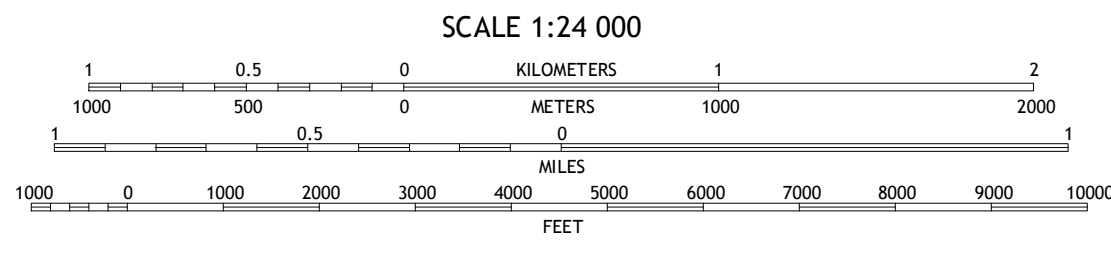 SCALE 1:24 000
1 0.5 0 KILOMETERS 1 2
1000 500 0 METERS 1000 2000
1 0.5 0 1
MILES
1000 0 1000 2000 3000 4000 5000 6000 7000 8000 9000 10000
FEET